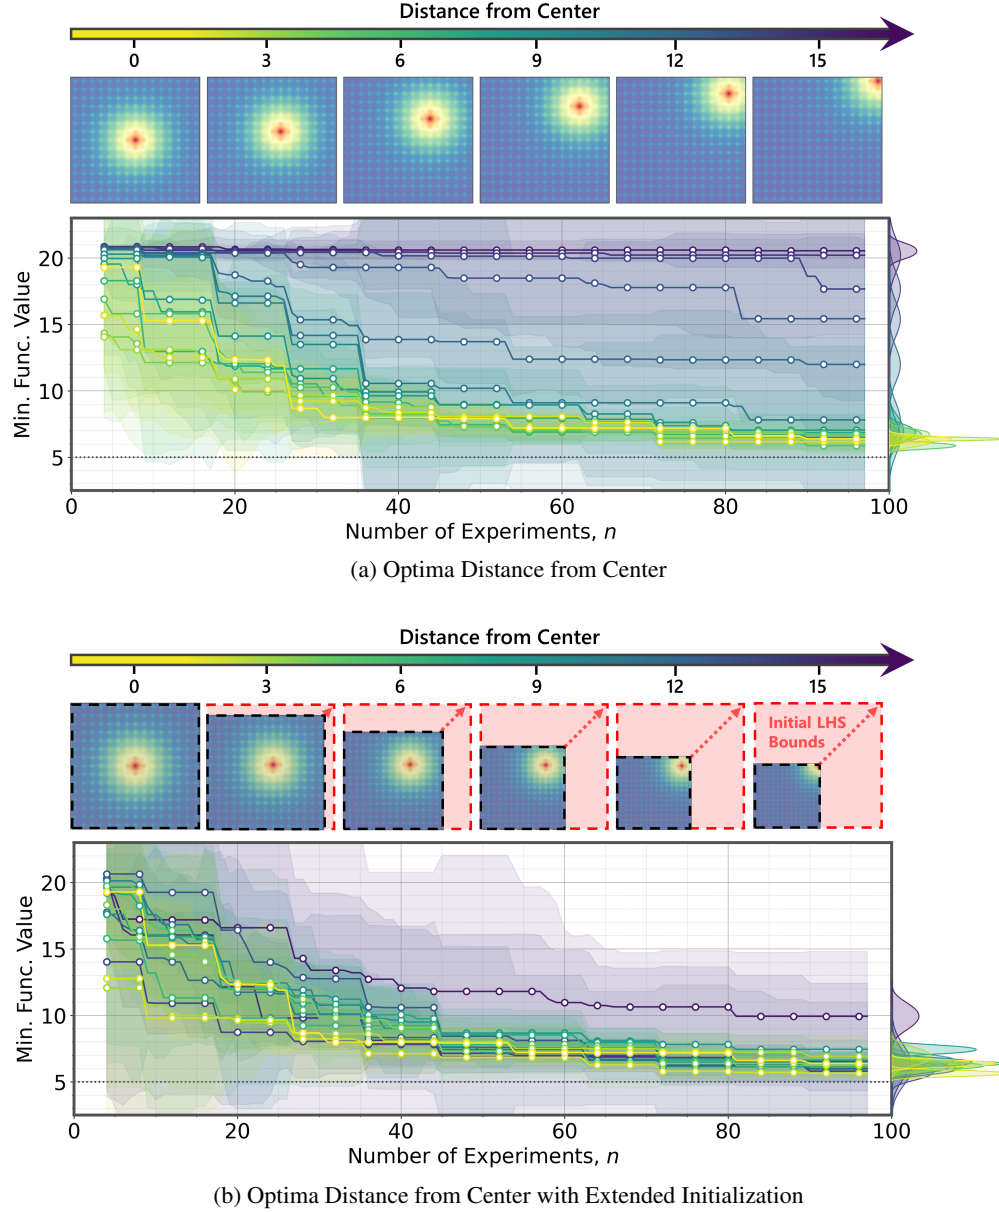 Distance from Center
0 3 6 9 12 15
20
15
10
5
Min. Func. Value
0 20 40 60 80 100
Number of Experiments, n
(a) Optima Distance from Center
Distance from Center
0 3 6 9 12 15
Initial LHS
Bounds
20
15
10
5
Min. Func. Value
0 20 40 60 80 100
Number of Experiments, n
(b) Optima Distance from Center with Extended Initialization